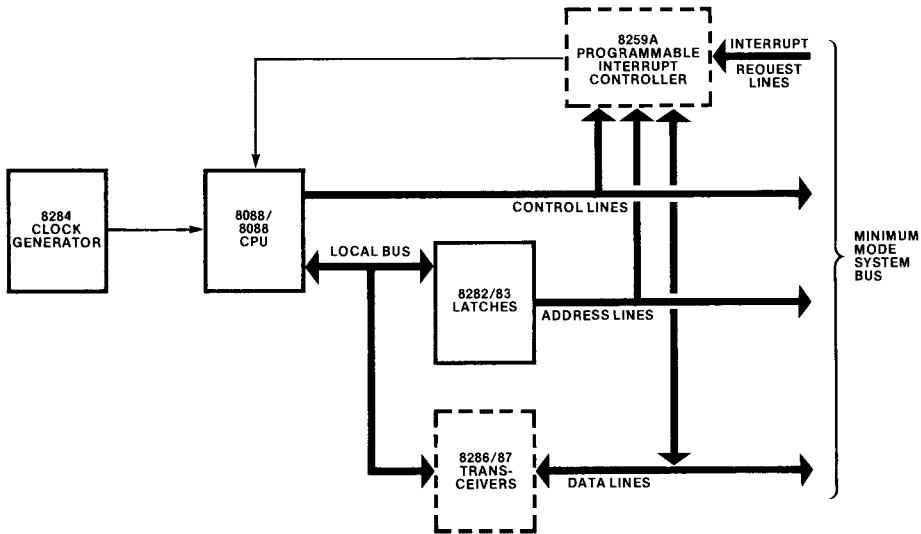 8259A
PROGRAMMABLE
INTERRUPT
CONTROLLER
INTERRUPT
REQUEST
LINES
8284
CLOCK
GENERATOR
8088/
8088
CPU
CONTROL LINES
LOCAL BUS
8282/83
LATCHES
ADDRESS LINES
MINIMUM
MODE
SYSTEM
BUS
8286/87
TRANS-
CEIVERS
DATA LINES